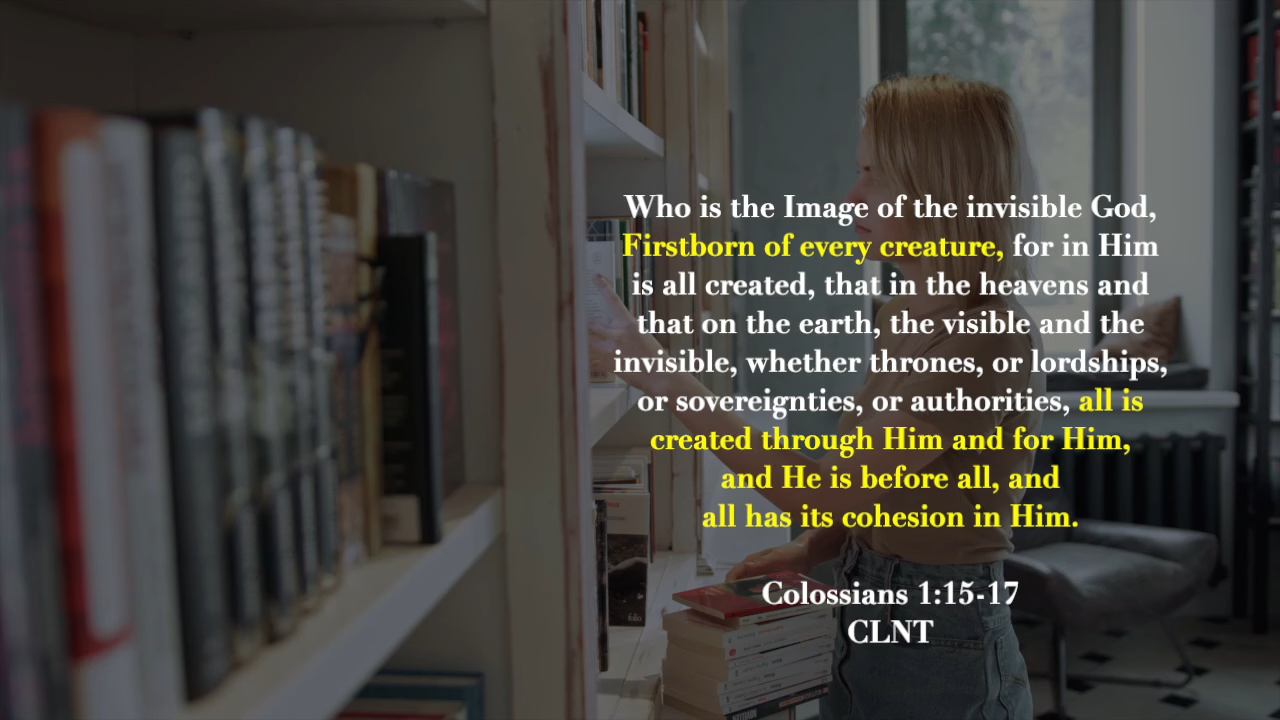 Who is the Image of the invisible God,
Firstborn of every creature, for in Him
is all created, that in the heavens and
that on the earth, the visible and the
invisible, whether thrones, or lordships,
or sovereignties, or authorities, all is
created through Him and for Him,
and He is before all, and
all has its cohesion in Him.
Colossians 1:15-17
CLNT
folio